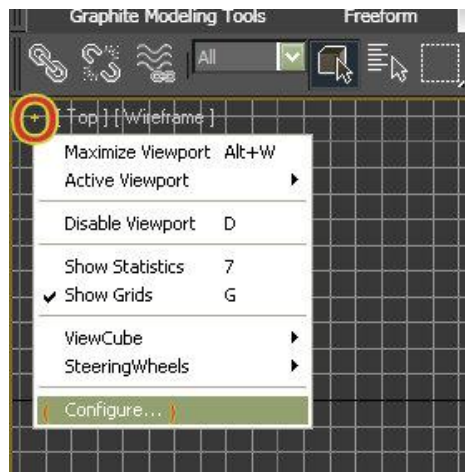 Graphite Modeling Tools Freeform
All
+ [ Top ] [ Wireframe ]
Maximize Viewport Alt+W
Active Viewport
Disable Viewport D
Show Statistics 7
Show Grids G
ViewCube
SteeringWheels
( Configure... )